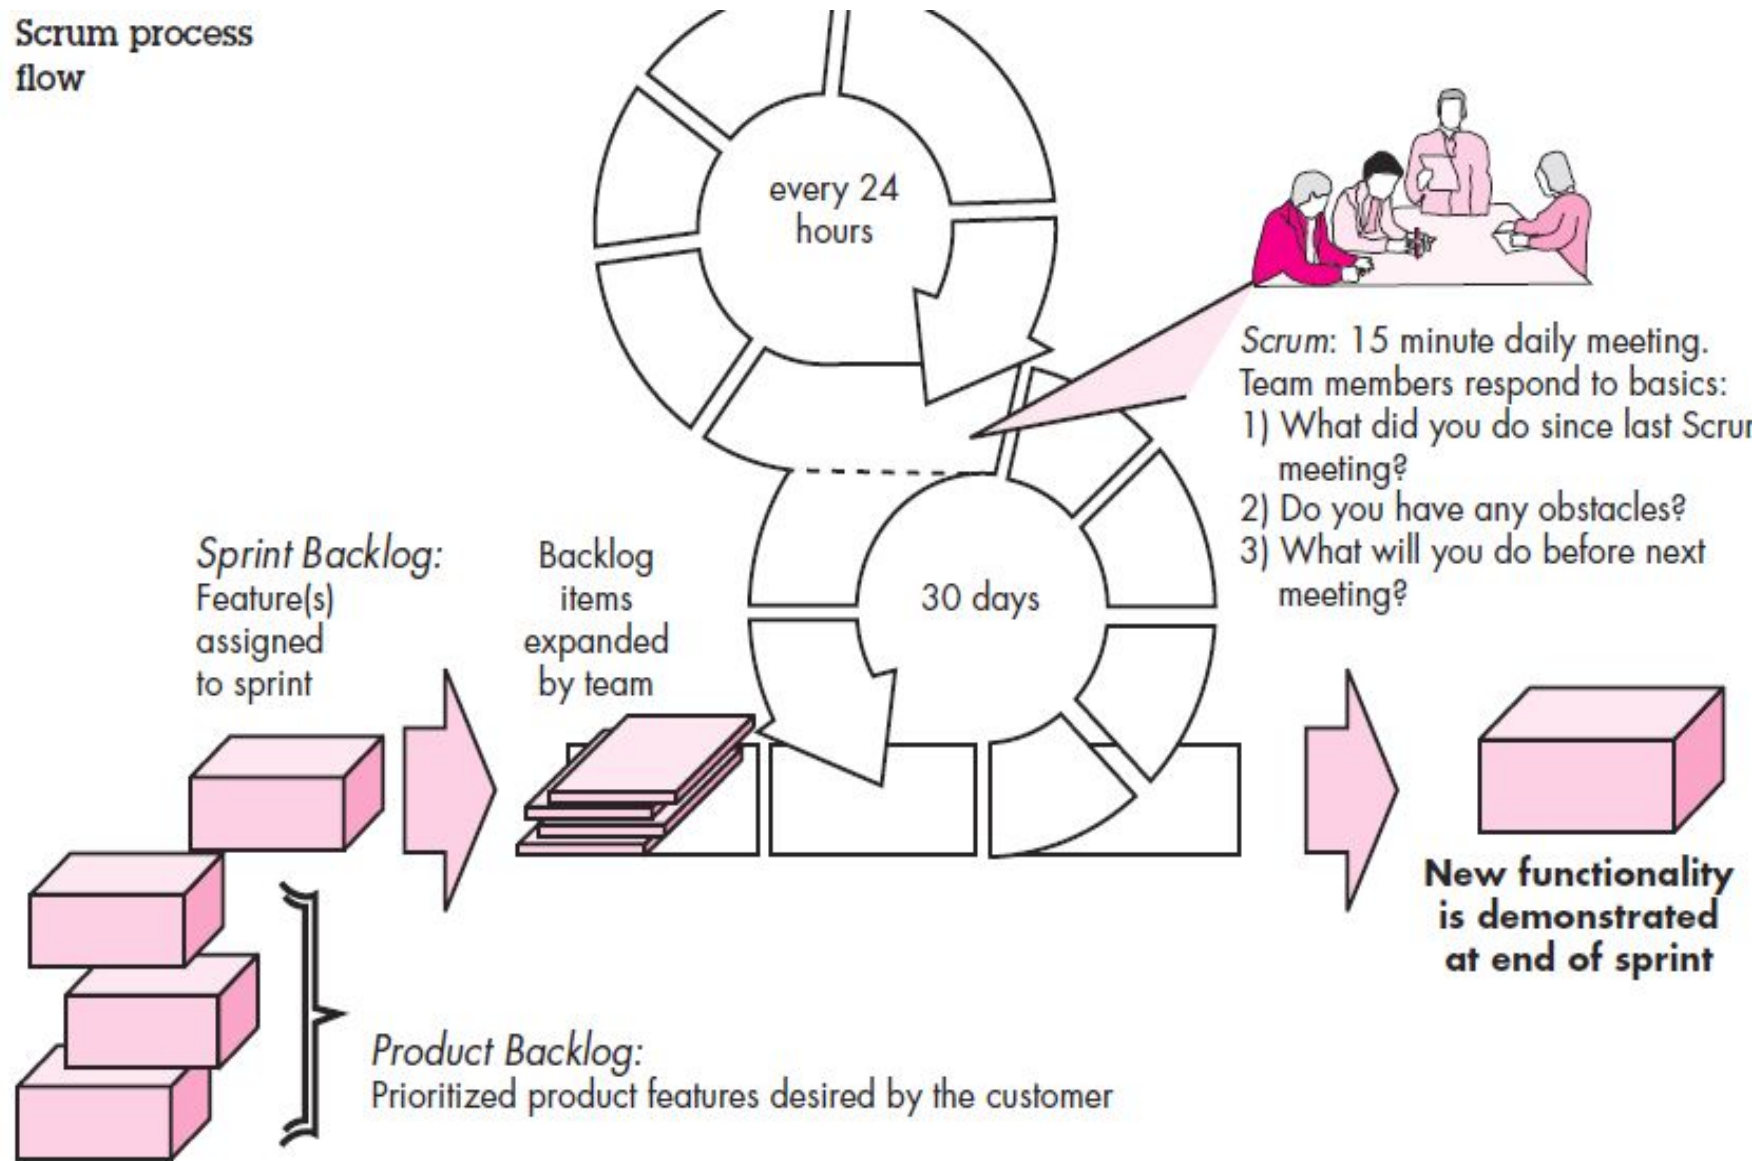 Scrum process
flow
every 24
hours
Scrum: 15 minute daily meeting.
Team members respond to basics:
1) What did you do since last Scrum
meeting?
2) Do you have any obstacles?
3) What will you do before next
meeting?
Sprint Backlog:
Feature(s)
assigned
to sprint
Backlog
items
expanded
by team
30 days
New functionality
is demonstrated
at end of sprint
Product Backlog:
Prioritized product features desired by the customer